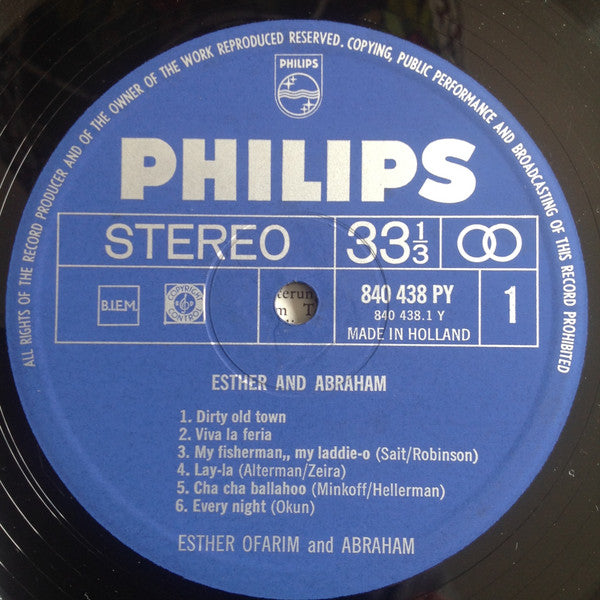 ALL RIGHTS OF THE RECORD PRODUCER AND OF THE OWNER OF THE WORK REPRODUCED RESERVED. COPYING, PUBLIC PERFORMANCE AND BROADCASTING OF THIS RECORD PROHIBITED
PHILIPS
PHILIPS
STEREO 33⅓
B.I.E.M. COPYRIGHT CONTROL 840 438 PY 1
840 438.1 Y
MADE IN HOLLAND
ESTHER AND ABRAHAM
1. Dirty old town
2. Viva la feria
3. My fisherman,, my laddie-o (Sait/Robinson)
4. Lay-la (Alterman/Zeira)
5. Cha cha ballahoo (Minkoff/Hellerman)
6. Every night (Okun)
ESTHER OFARIM and ABRAHAM